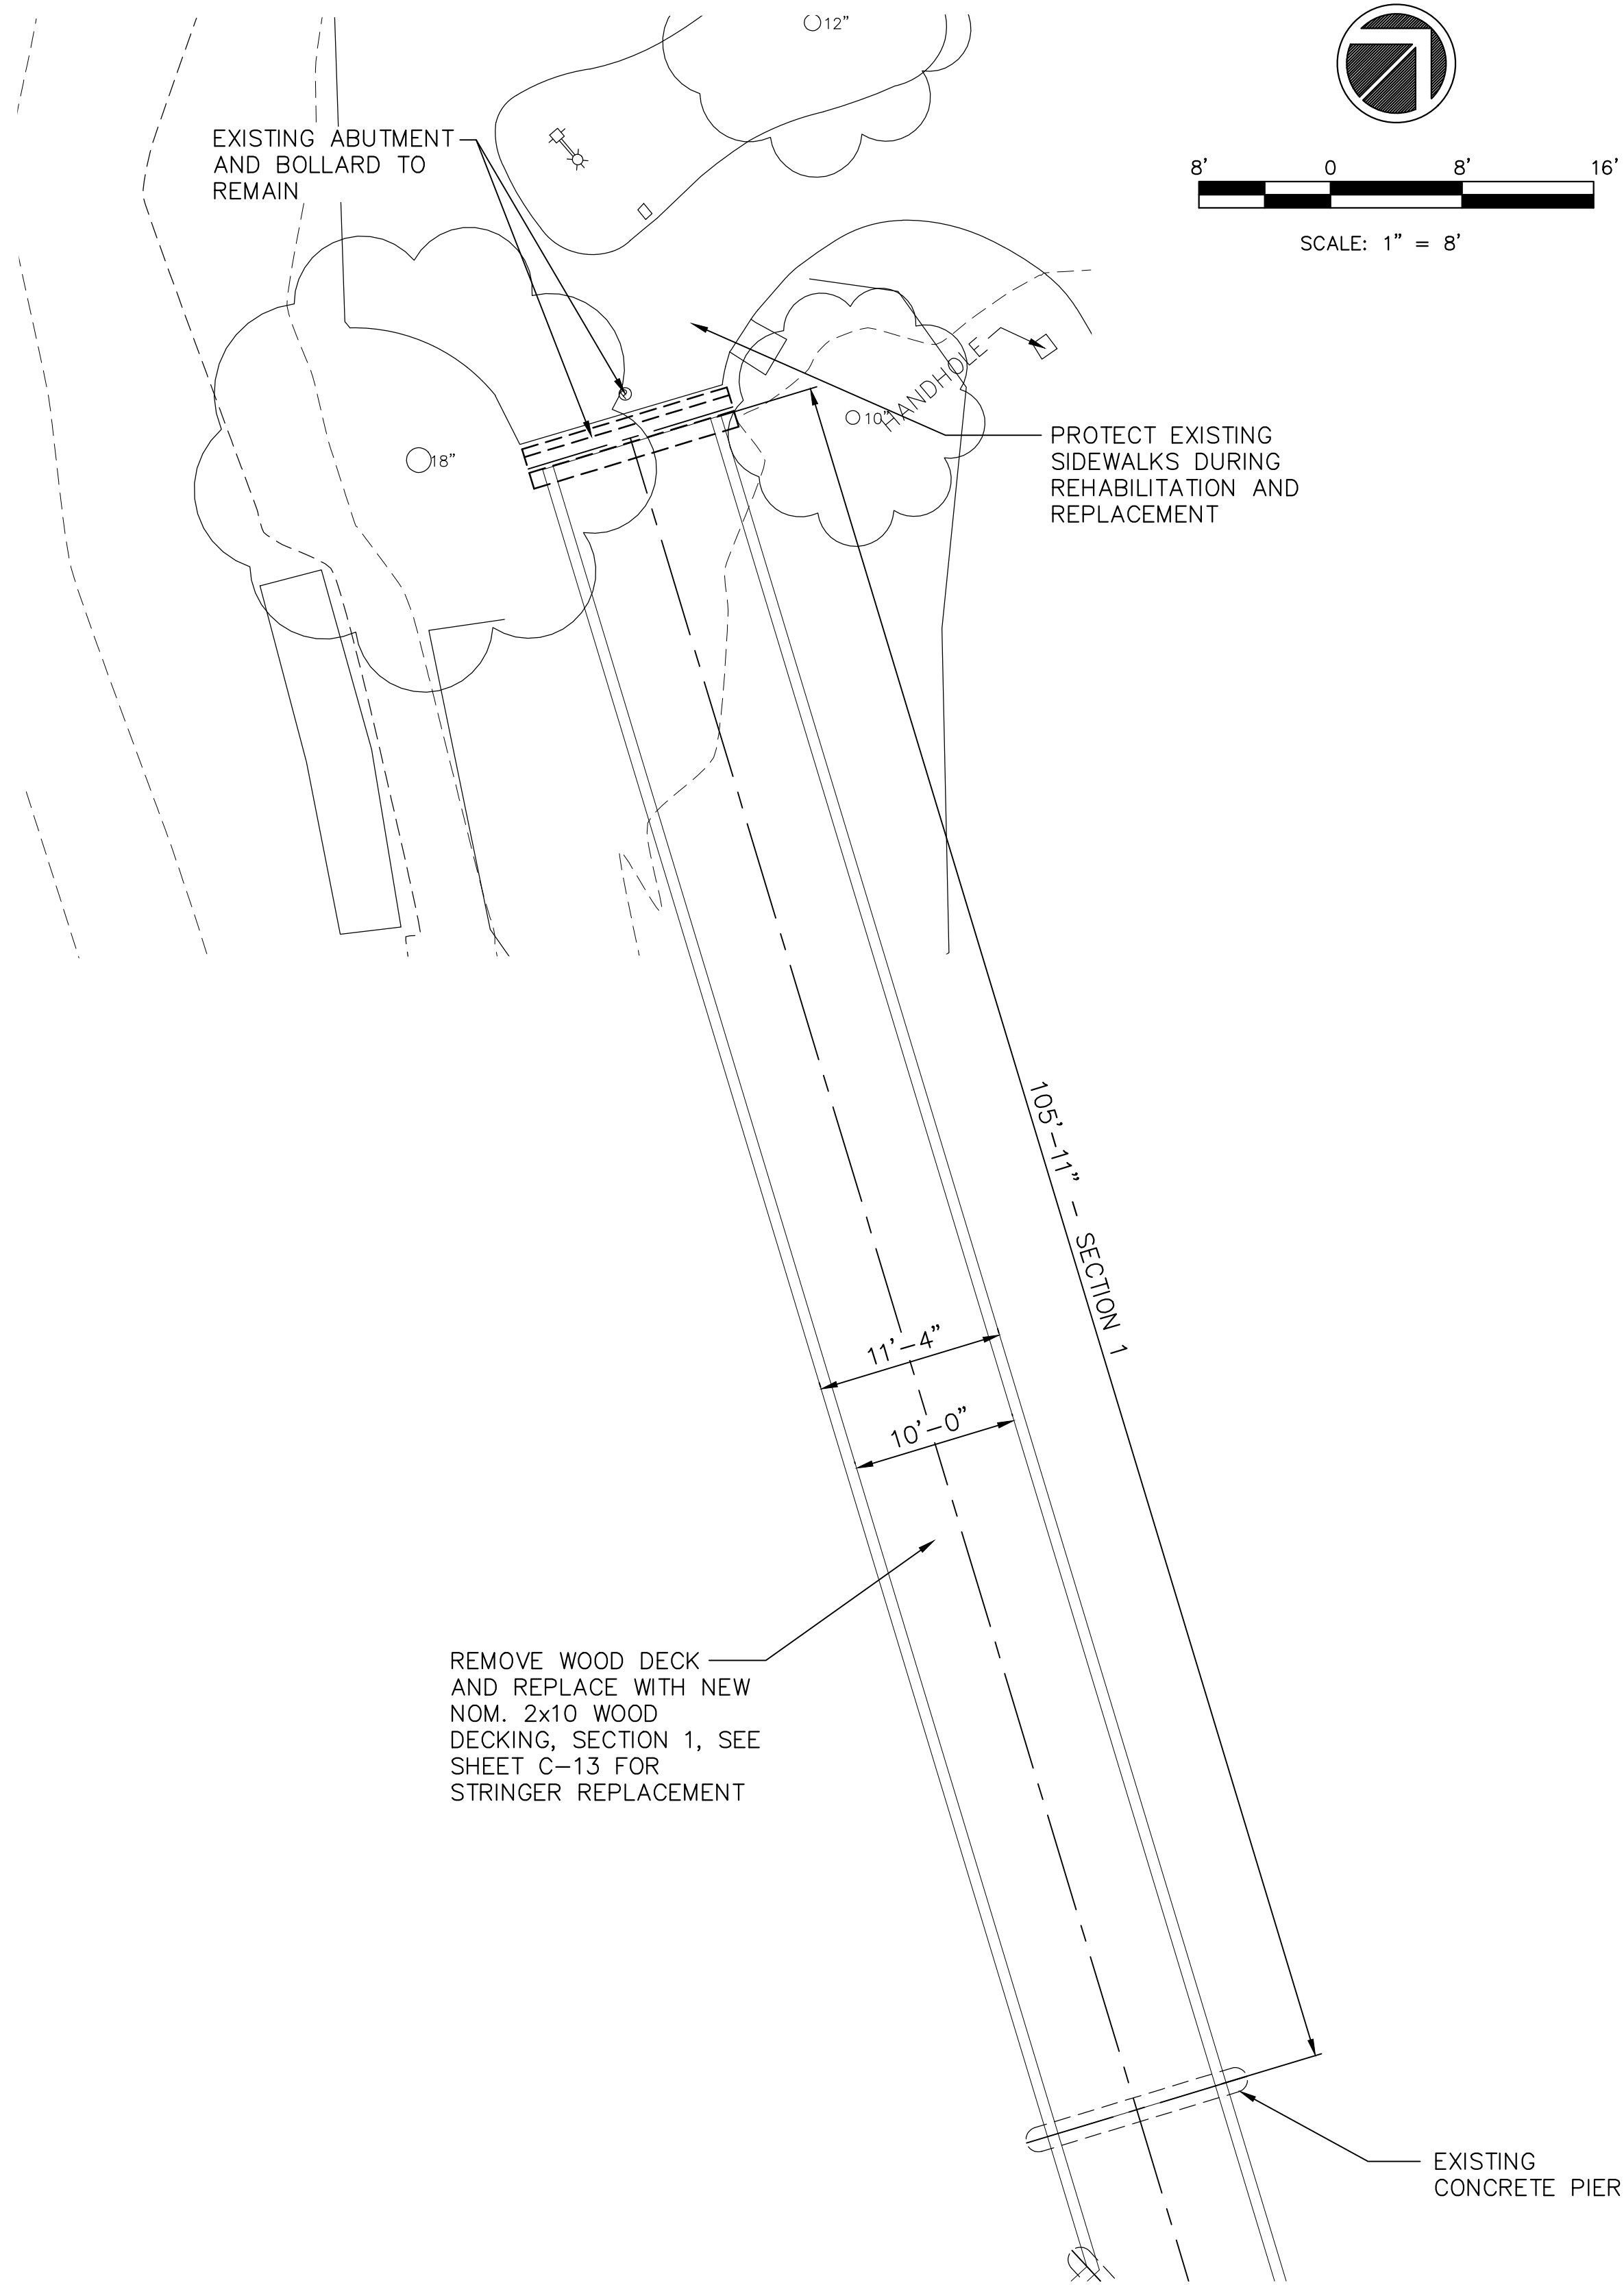 12”
8’ 0 8’ 16’
SCALE: 1” = 8’
EXISTING ABUTMENT
AND BOLLARD TO
REMAIN
HANDHOLE
10”
18”
PROTECT EXISTING
SIDEWALKS DURING
REHABILITATION AND
REPLACEMENT
105’-11” - SECTION 1
11’-4”
10’-0”
REMOVE WOOD DECK
AND REPLACE WITH NEW
NOM. 2x10 WOOD
DECKING, SECTION 1, SEE
SHEET C-13 FOR
STRINGER REPLACEMENT
EXISTING
CONCRETE PIER